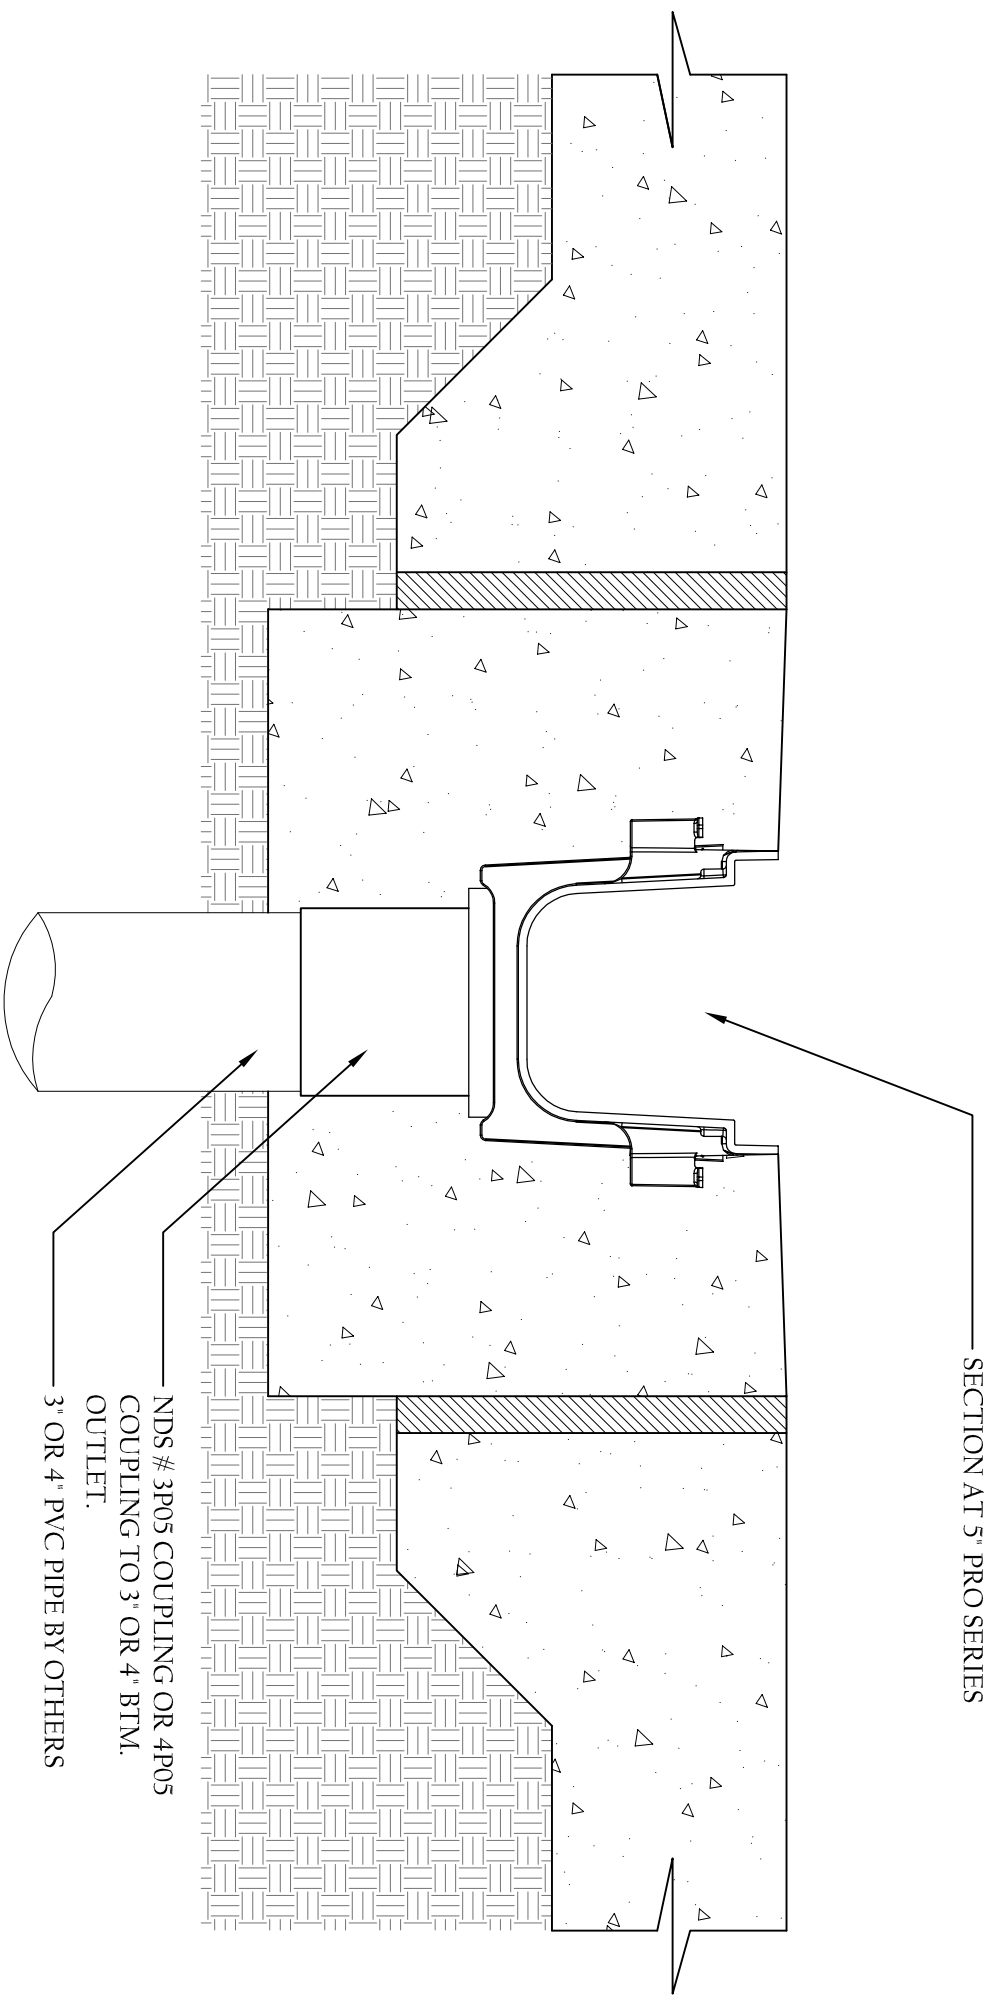 SECTION AT 5" PRO SERIES
NDS # 3P05 COUPLING OR 4P05
COUPLING TO 3" OR 4" BTM.
OUTLET.
3" OR 4" PVC PIPE BY OTHERS